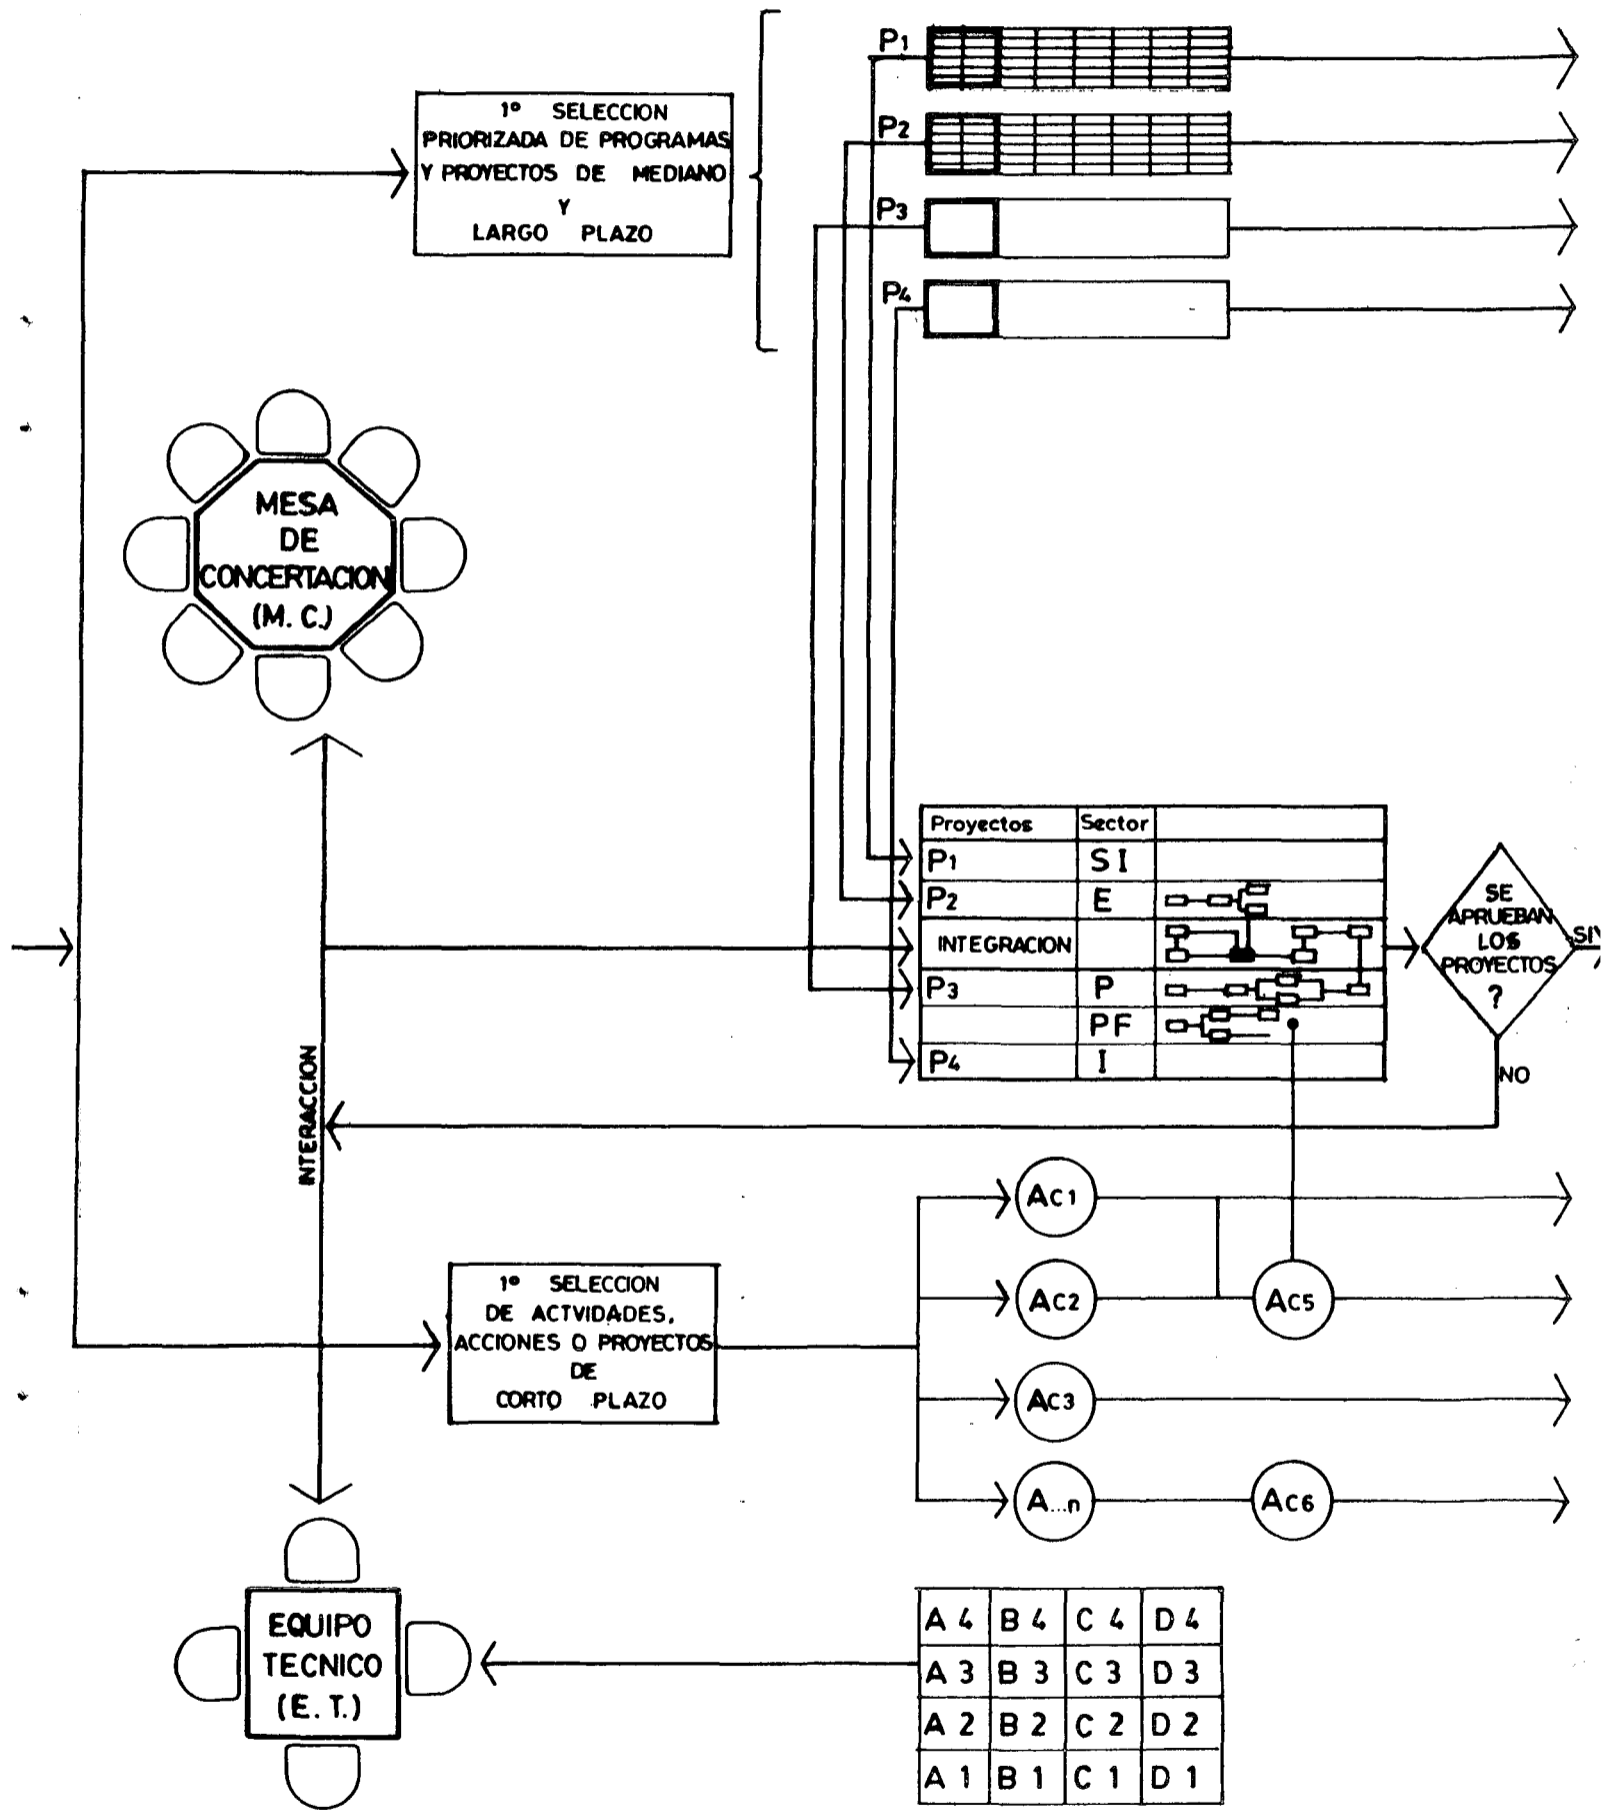 P1
1º SELECCION
PRIORIZADA DE PROGRAMAS
Y PROYECTOS DE MEDIANO
Y
LARGO PLAZO
P2
P3
P4
MESA
DE
CONCERTACION
(M. C.)
Proyectos Sector
P1 SI
P2 E
INTEGRACION
P3 P
PF
P4 I
SE
APRUEBAN
LOS
PROYECTOS
?
SI
NO
INTERACCION
1º SELECCION
DE ACTVIDADES,
ACCIONES O PROYECTOS
DE
CORTO PLAZO
AC1
AC2
AC5
AC3
A...n
AC6
EQUIPO
TECNICO
(E. T.)
A 4 B 4 C 4 D 4
A 3 B 3 C 3 D 3
A 2 B 2 C 2 D 2
A 1 B 1 C 1 D 1